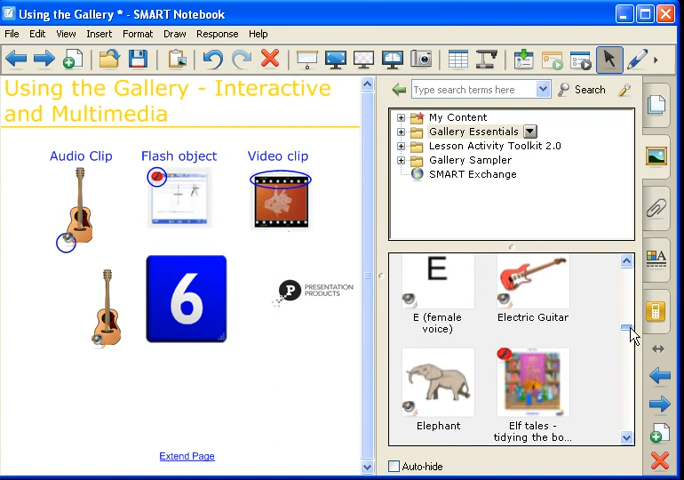 Using the Gallery * - SMART Notebook
File Edit View Insert Format Draw Response Help
Using the Gallery - Interactive
and Multimedia
Audio Clip Flash object Video clip
6
P PRESENTATION
PRODUCTS
Extend Page
Type search terms here Search
My Content
Gallery Essentials
Lesson Activity Toolkit 2.0
Gallery Sampler
SMART Exchange
E
E (female
voice)
Electric Guitar
Elephant
Elf tales -
tidying the bo...
Auto-hide